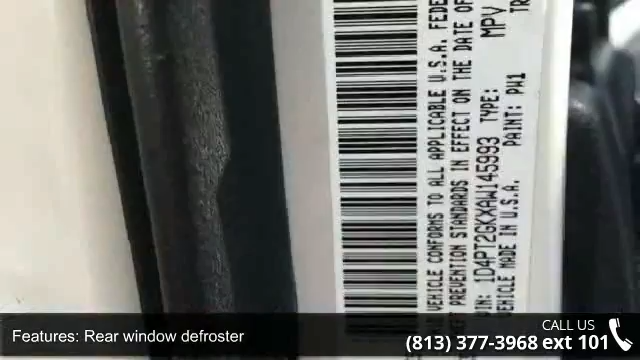 VEHICLE CONFORMS TO ALL APPLICABLE U.S.A. FEDE
PREVENTION STANDARDS IN EFFECT ON THE DATE OF
VIN: 1D4PT2GKXAW145993 TYPE: MPV
VEHICLE MADE IN U.S.A. PAINT: PW1 TR
Features: Rear window defroster
CALL US
(813) 377-3968 ext 101